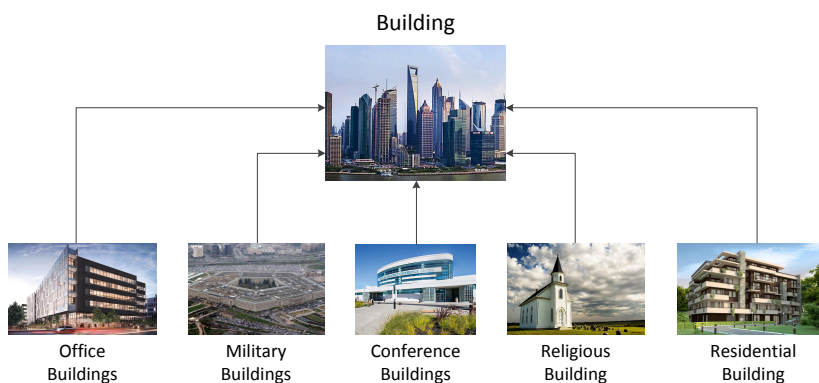 Building
Office
Buildings
Military
Buildings
Conference
Buildings
Religious
Building
Residential
Building